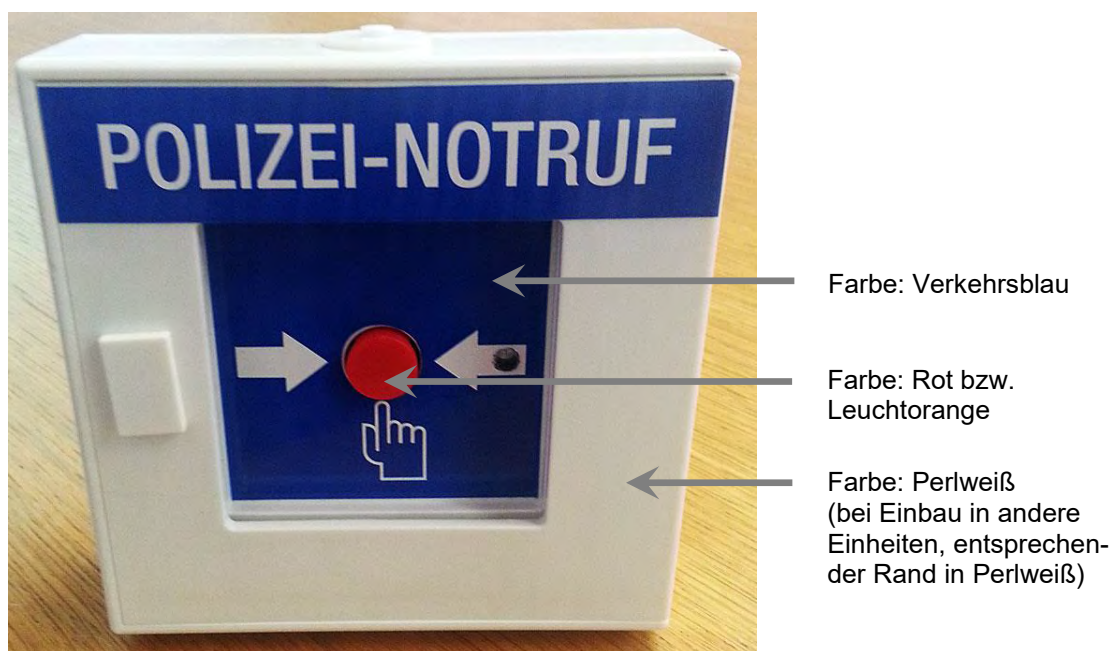 POLIZEI-NOTRUF
Farbe: Verkehrsblau
Farbe: Rot bzw.
Leuchtorange
Farbe: Perlweiß
(bei Einbau in andere
Einheiten, entsprechen-
der Rand in Perlweiß)